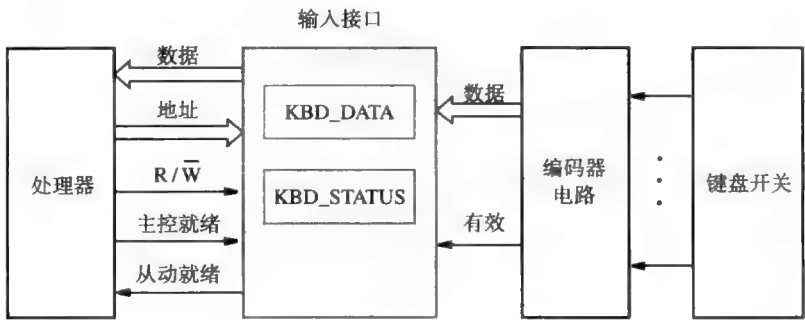 输入接口
处理器
数据
地址
R / W̅
主控就绪
从动就绪
KBD_DATA
KBD_STATUS
数据
有效
编码器
电路
键盘开关